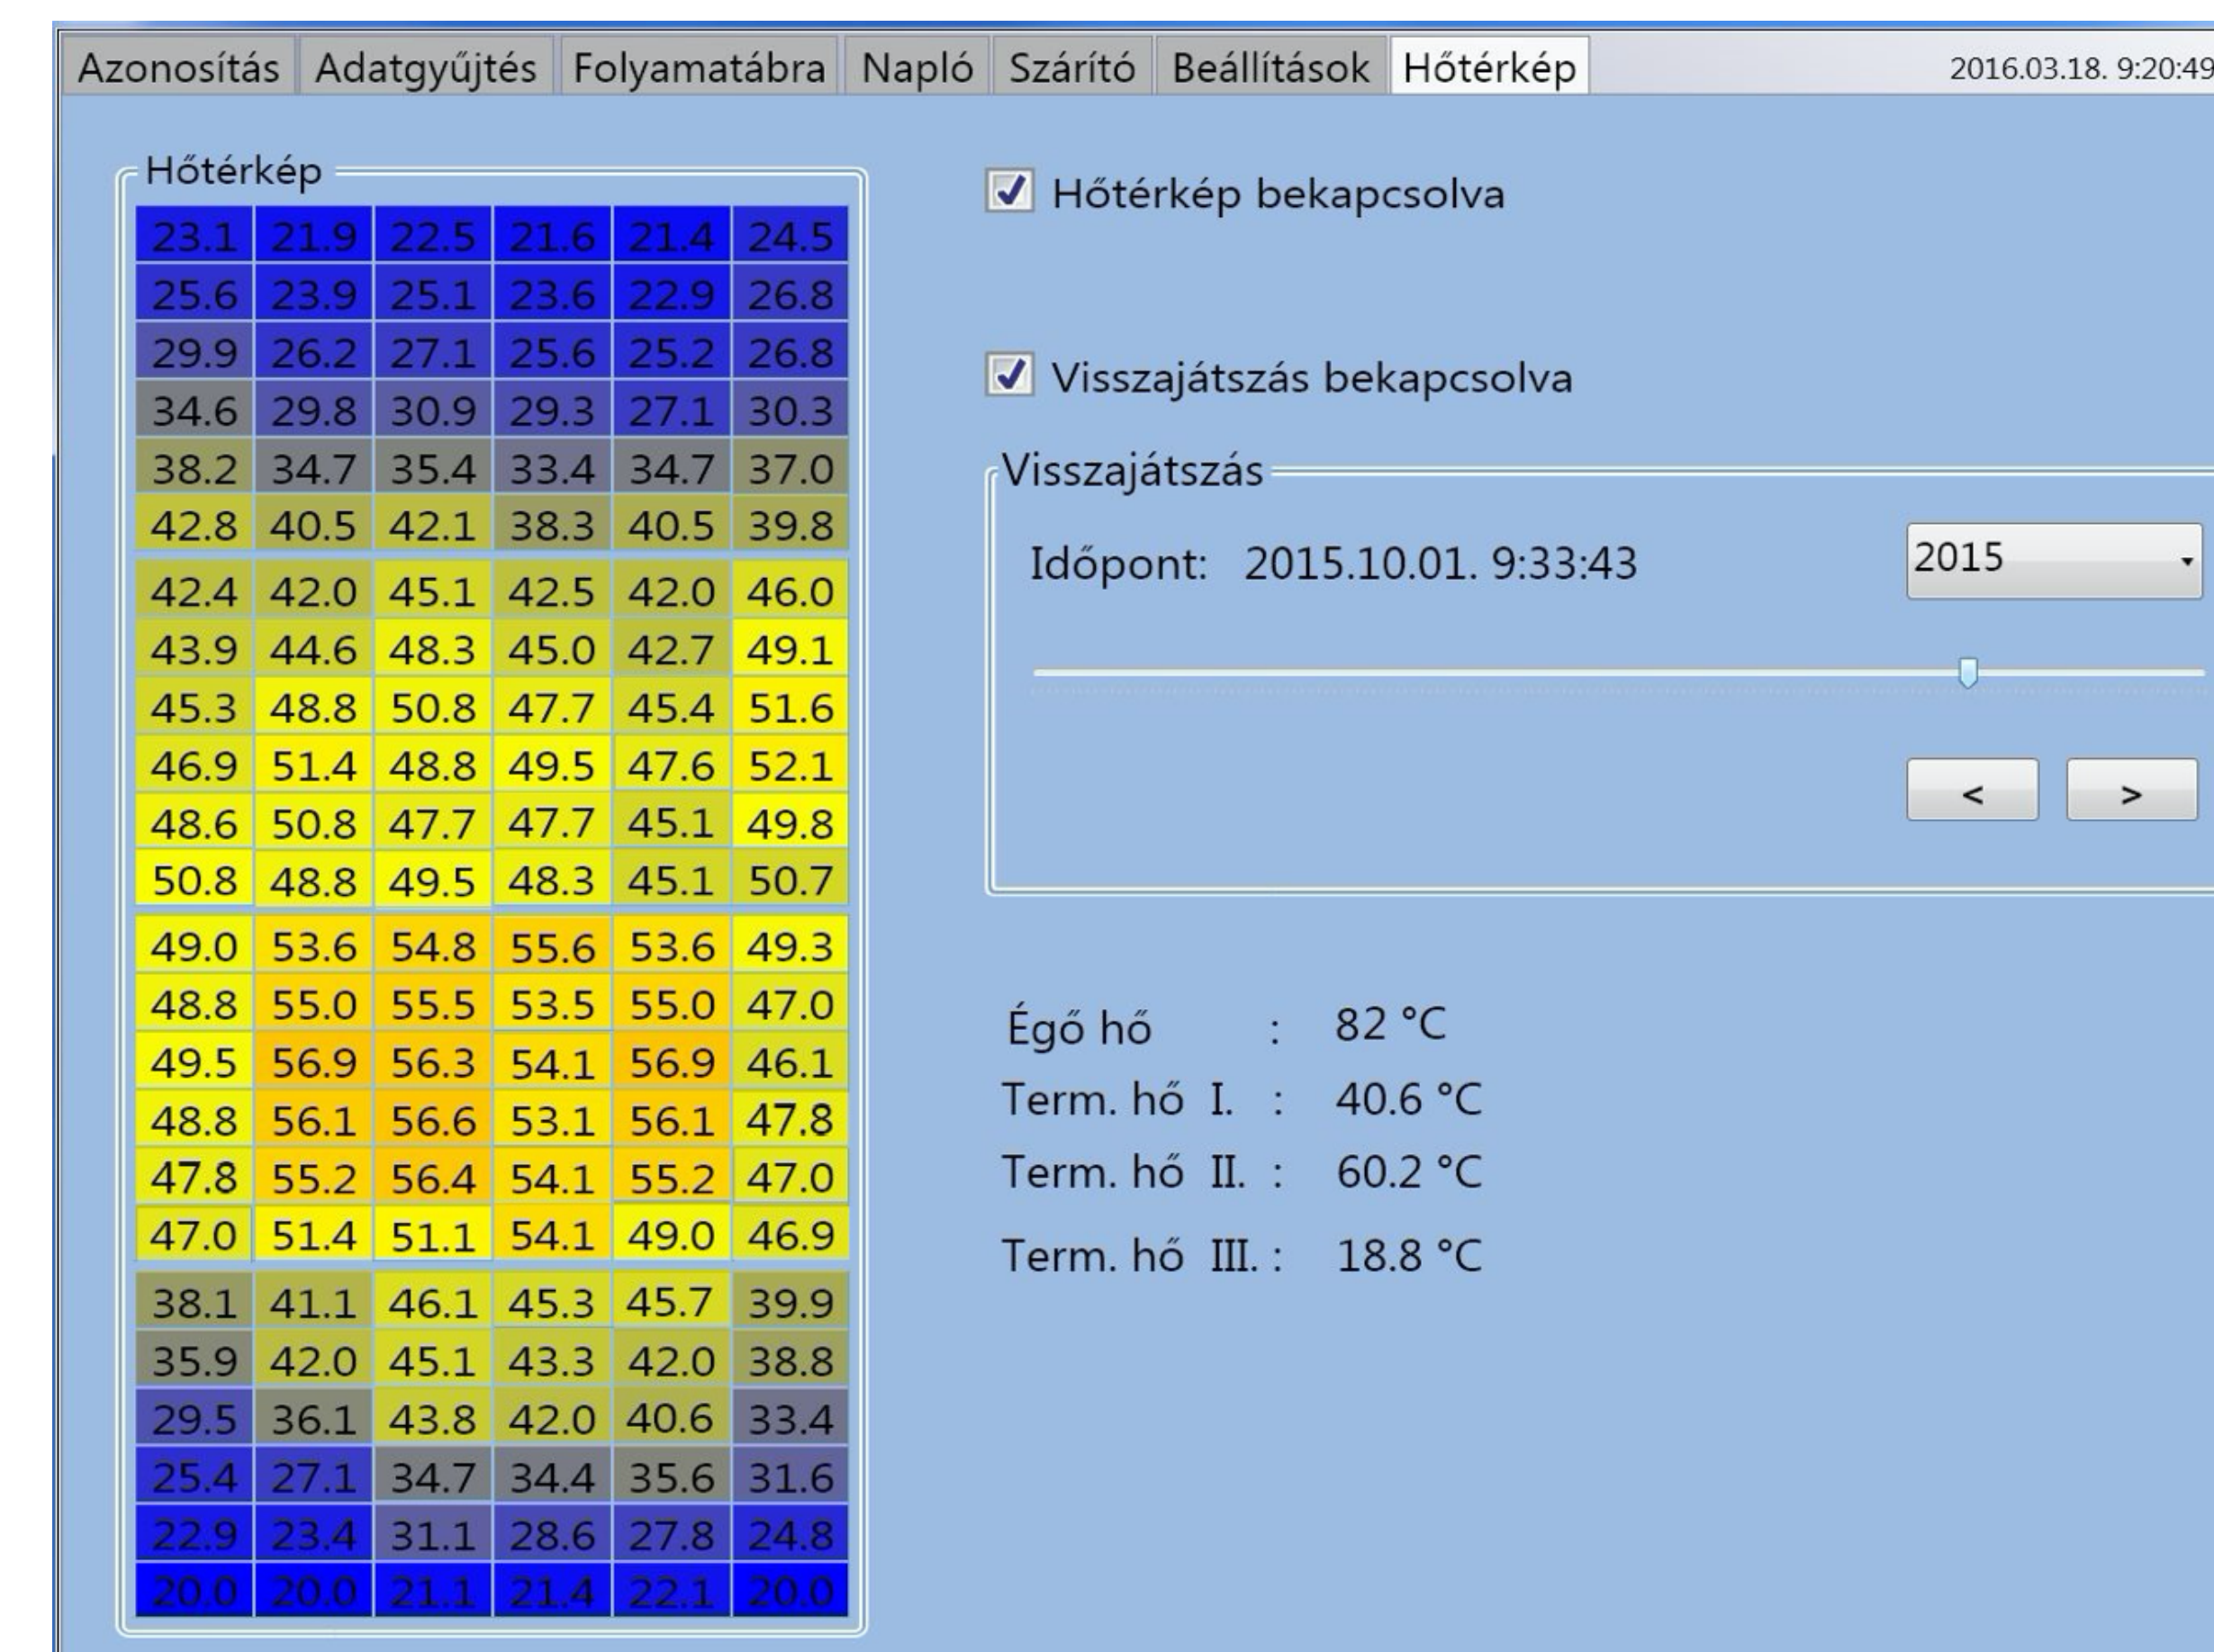 Azonosítás Adatgyűjtés Folyamatábra Napló Szárító Beállítások Hőtérkép 2016.03.18. 9:20:49
Hőtérkép
23.1 21.9 22.5 21.6 21.4 24.5
25.6 23.9 25.1 23.6 22.9 26.8
29.9 26.2 27.1 25.6 25.2 26.8
34.6 29.8 30.9 29.3 27.1 30.3
38.2 34.7 35.4 33.4 34.7 37.0
42.8 40.5 42.1 38.3 40.5 39.8
42.4 42.0 45.1 42.5 42.0 46.0
43.9 44.6 48.3 45.0 42.7 49.1
45.3 48.8 50.8 47.7 45.4 51.6
46.9 51.4 48.8 49.5 47.6 52.1
48.6 50.8 47.7 47.7 45.1 49.8
50.8 48.8 49.5 48.3 45.1 50.7
49.0 53.6 54.8 55.6 53.6 49.3
48.8 55.0 55.5 53.5 55.0 47.0
49.5 56.9 56.3 54.1 56.9 46.1
48.8 56.1 56.6 53.1 56.1 47.8
47.8 55.2 56.4 54.1 55.2 47.0
47.0 51.4 51.1 54.1 49.0 46.9
38.1 41.1 46.1 45.3 45.7 39.9
35.9 42.0 45.1 43.3 42.0 38.8
29.5 36.1 43.8 42.0 40.6 33.4
25.4 27.1 34.7 34.4 35.6 31.6
22.9 23.4 31.1 28.6 27.8 24.8
20.0 20.0 21.1 21.4 22.1 20.0
Hőtérkép bekapcsolva
Visszajátszás bekapcsolva
Visszajátszás
Időpont: 2015.10.01. 9:33:43 2015
< >
Égő hő : 82 °C
Term. hő I. : 40.6 °C
Term. hő II. : 60.2 °C
Term. hő III. : 18.8 °C